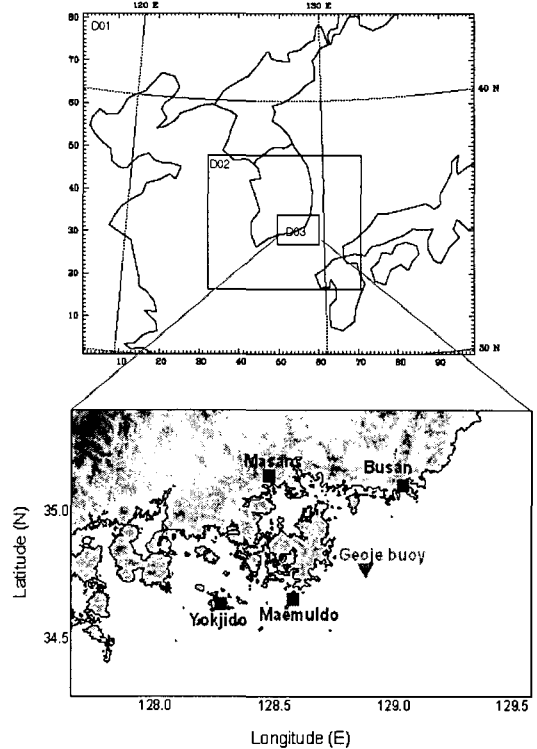 120 E 130 E
D01
80
70
60
50
40
30
20
10
40 N
30 N
D02
D03
10 20 30 40 50 60 70 80 90
Masans
Busan
Geoje buoy
Yokjido
Maemuldo
35.0
34.5
Latitude (N)
128.0 128.5 129.0 129.5
Longitude (E)